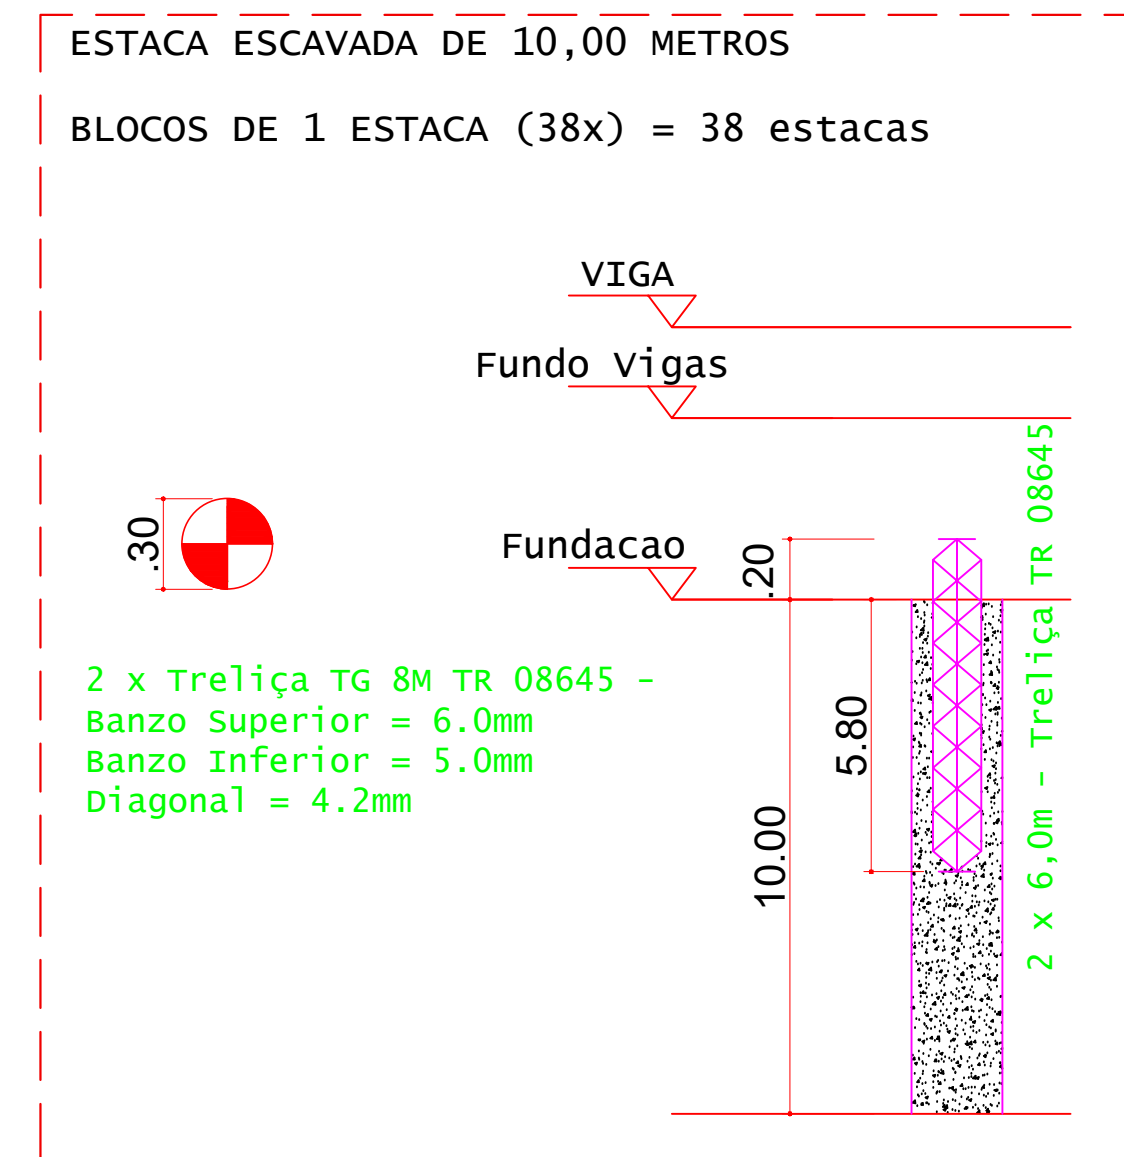 ESTACA ESCAVADA DE 10,00 METROS
BLOCOS DE 1 ESTACA (38x) = 38 estacas
VIGA
Fundo Vigas
Fundacao
.30
.20
2 x Treliça TG 8M TR 08645 -
Banzo Superior = 6.0mm
Banzo Inferior = 5.0mm
Diagonal = 4.2mm
5.80
10.00
2 x 6,0m - Treliça TR 08645